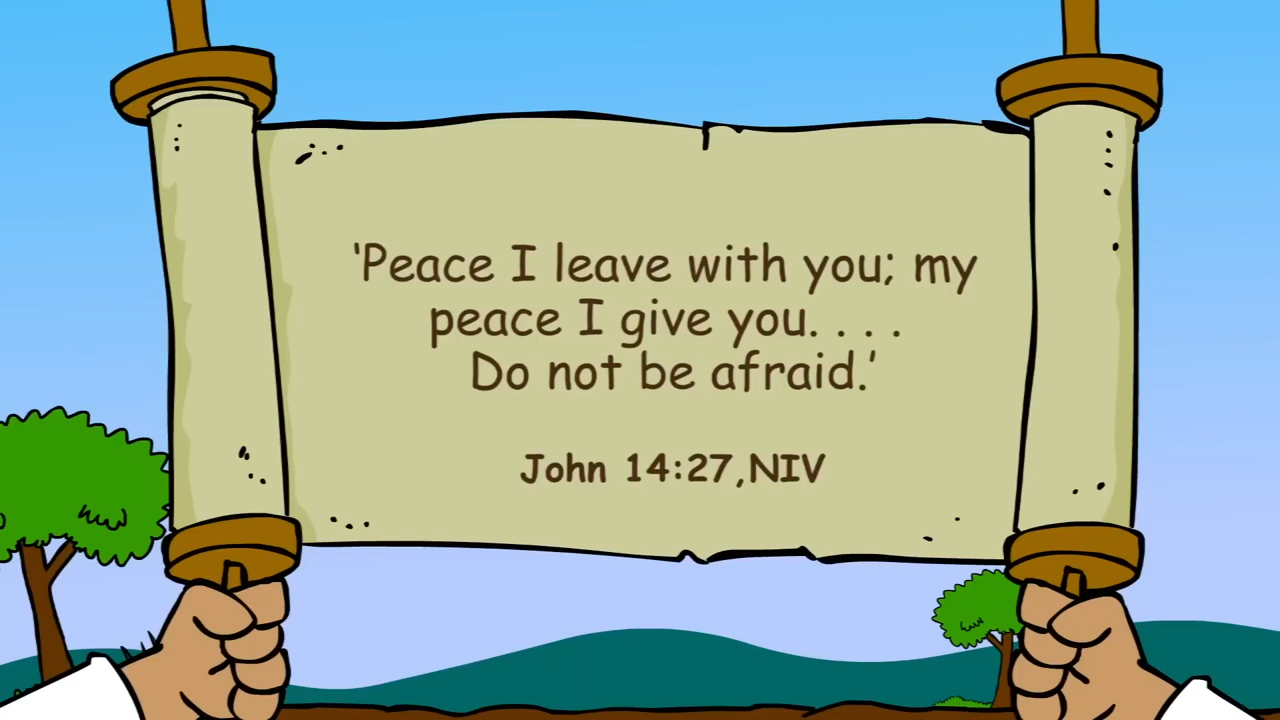 'Peace I leave with you; my
peace I give you. . . .
Do not be afraid.'
John 14:27,NIV